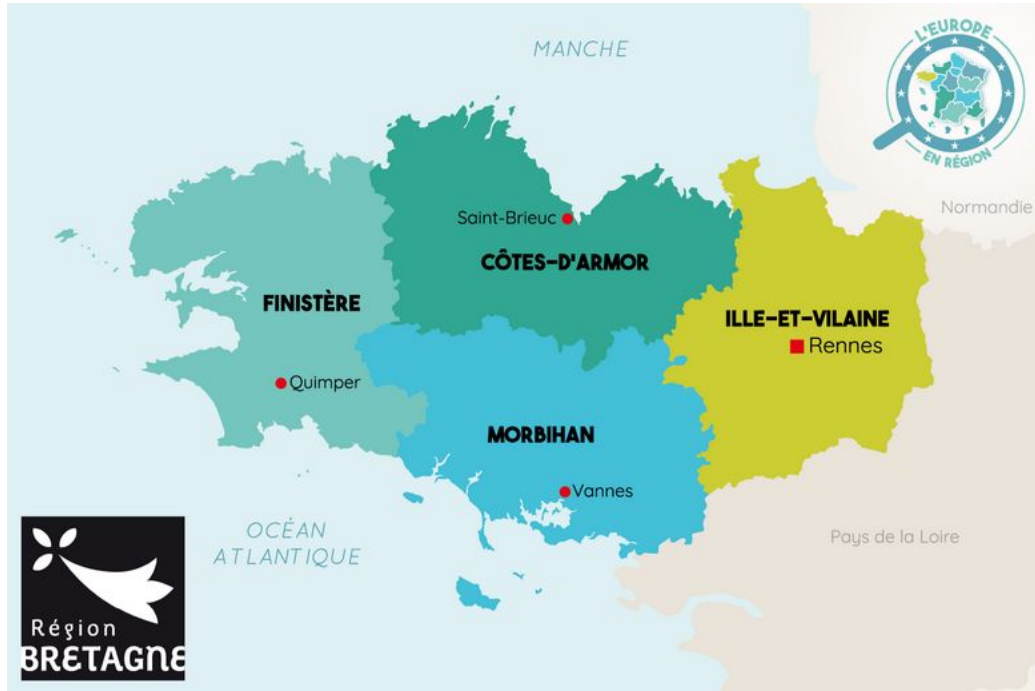 MANCHE
L'EUROPE
EN RÉGION
Normandie
Saint-Brieuc
CÔTES-D'ARMOR
FINISTÈRE
ILLE-ET-VILAINE
Rennes
Quimper
MORBIHAN
Vannes
OCÉAN
ATLANTIQUE
Pays de la Loire
Région
BRETAGNE